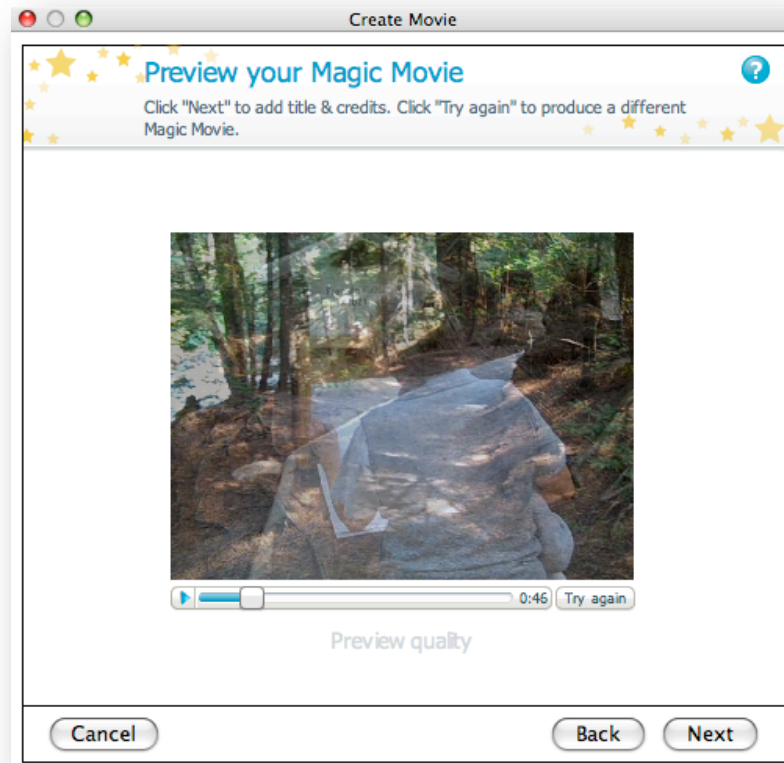 Create Movie
Preview your Magic Movie
?
Click "Next" to add title & credits. Click "Try again" to produce a different
Magic Movie.
0:46 Try again
Preview quality
Cancel Back Next